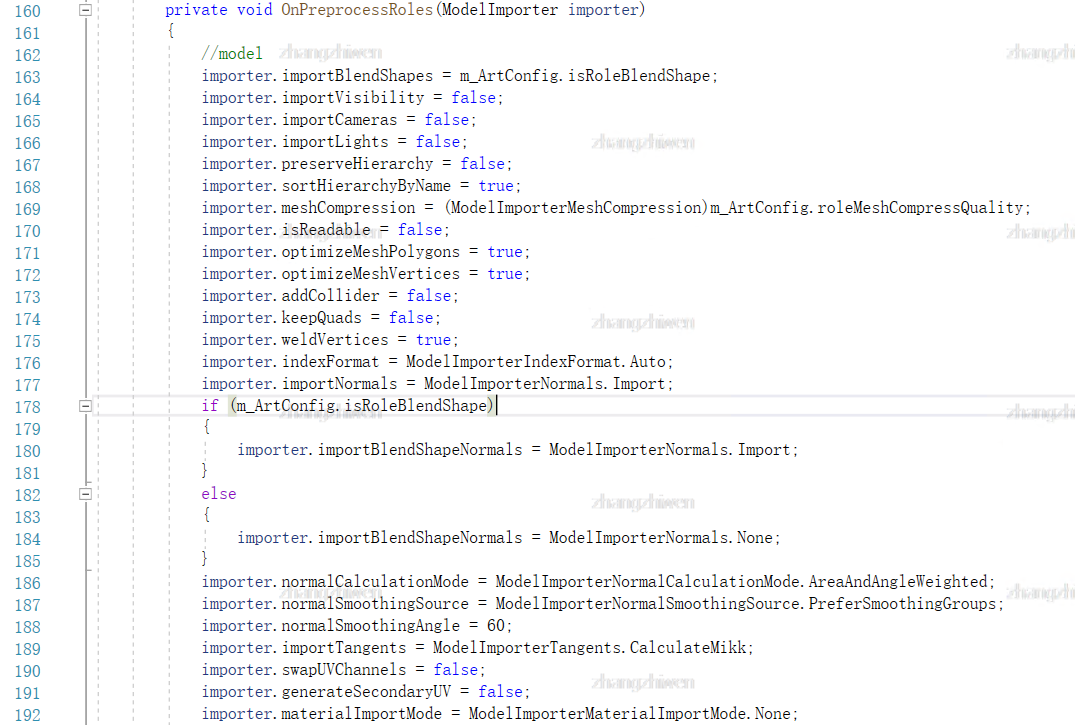 160 private void OnPreprocessRoles(ModelImporter importer)
161 {
162 //model
163 importer.importBlendShapes = m_ArtConfig.isRoleBlendShape;
164 importer.importVisibility = false;
165 importer.importCameras = false;
166 importer.importLights = false;
167 importer.preserveHierarchy = false;
168 importer.sortHierarchyByName = true;
169 importer.meshCompression = (ModelImporterMeshCompression)m_ArtConfig.roleMeshCompressQuality;
170 importer.isReadable = false;
171 importer.optimizeMeshPolygons = true;
172 importer.optimizeMeshVertices = true;
173 importer.addCollider = false;
174 importer.keepQuads = false;
175 importer.weldVertices = true;
176 importer.indexFormat = ModelImporterIndexFormat.Auto;
177 importer.importNormals = ModelImporterNormals.Import;
178 if (m_ArtConfig.isRoleBlendShape)
179 {
180 importer.importBlendShapeNormals = ModelImporterNormals.Import;
181 }
182 else
183 {
184 importer.importBlendShapeNormals = ModelImporterNormals.None;
185 }
186 importer.normalCalculationMode = ModelImporterNormalCalculationMode.AreaAndAngleWeighted;
187 importer.normalSmoothingSource = ModelImporterNormalSmoothingSource.PreferSmoothingGroups;
188 importer.normalSmoothingAngle = 60;
189 importer.importTangents = ModelImporterTangents.CalculateMikk;
190 importer.swapUVChannels = false;
191 importer.generateSecondaryUV = false;
192 importer.materialImportMode = ModelImporterMaterialImportMode.None;